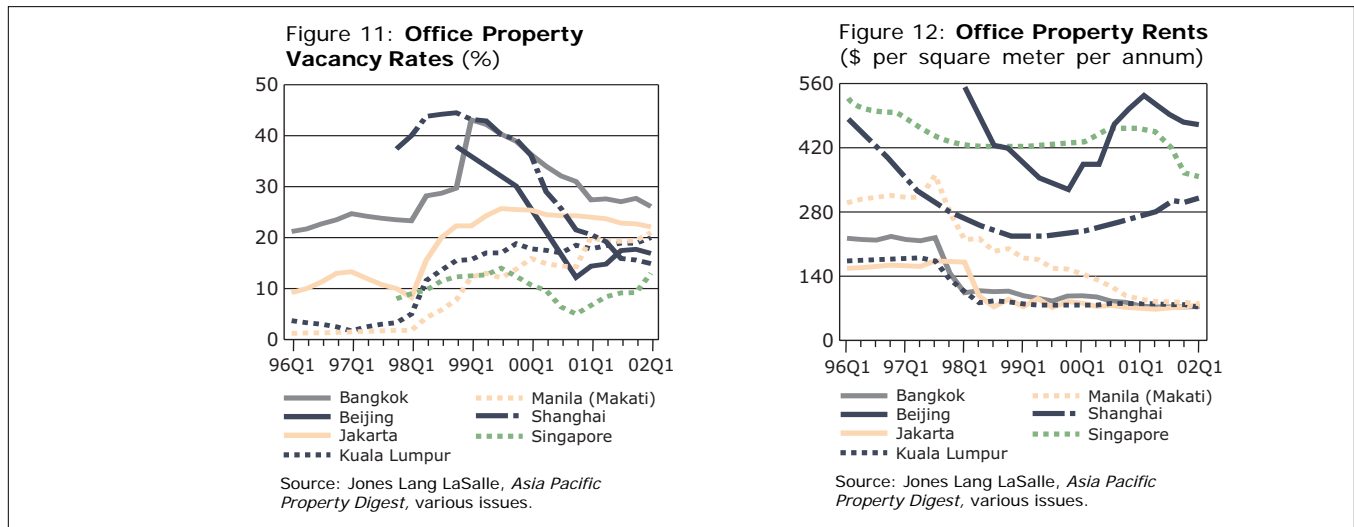 Figure 11: Office Property
Vacancy Rates (%)
50
40
30
20
10
0
96Q1 97Q1 98Q1 99Q1 00Q1 01Q1 02Q1
Bangkok
Beijing
Jakarta
Kuala Lumpur
Manila (Makati)
Shanghai
Singapore
Source: Jones Lang LaSalle, Asia Pacific
Property Digest, various issues.
Figure 12: Office Property Rents
($ per square meter per annum)
560
420
280
140
0
96Q1 97Q1 98Q1 99Q1 00Q1 01Q1 02Q1
Bangkok
Beijing
Jakarta
Kuala Lumpur
Manila (Makati)
Shanghai
Singapore
Source: Jones Lang LaSalle, Asia Pacific
Property Digest, various issues.